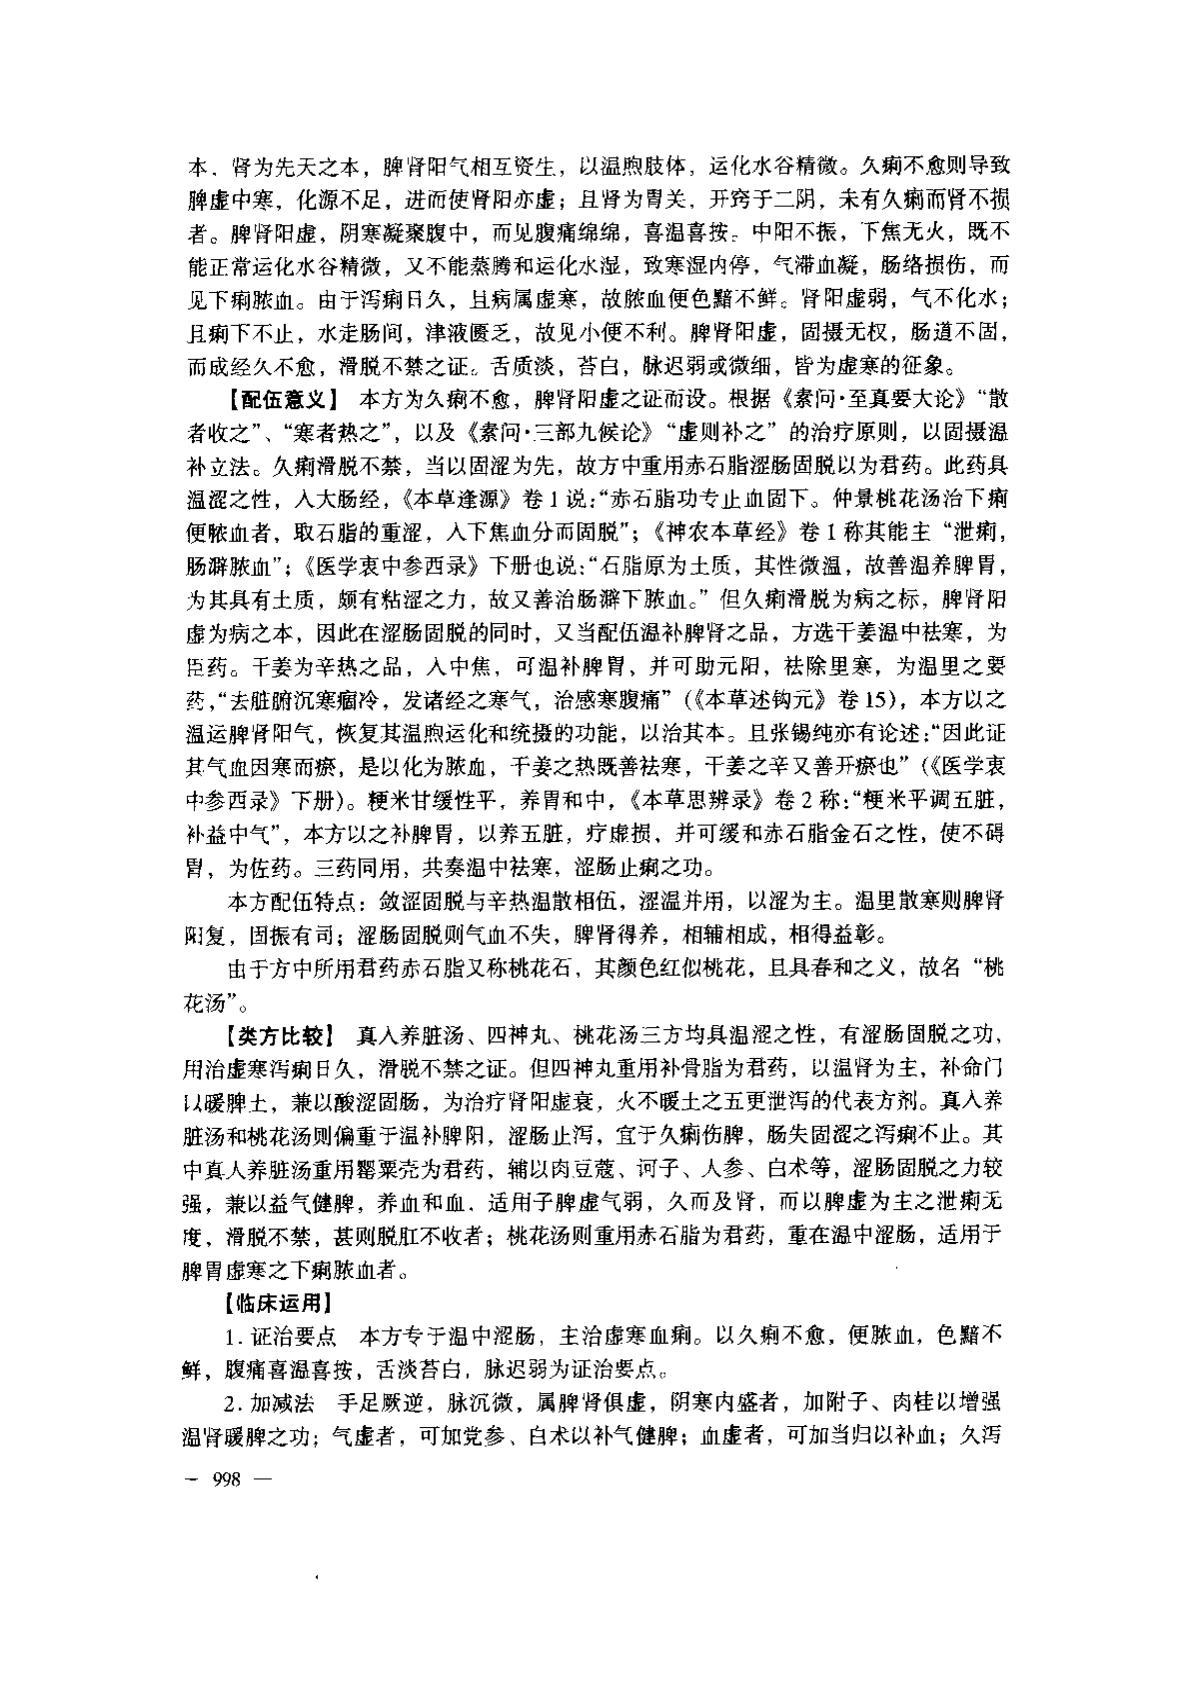 本．肾为先天之本，脾肾阳气相互资生，以温煦肢体，运化水谷精微。久痢不愈则导致
脾虚中寒，化源不足，进而使肾阳亦虚；且肾为胃关，开窍于二阴，未有久痢而肾不损
者。脾肾阳虚，阴寒凝聚腹中，而见腹痛绵绵，喜温喜按。中阳不振，下焦无火，既不
能正常运化水谷精微，又不能蒸腾和运化水湿，致寒湿内停，气滞血凝，肠络损伤，而
见下痢脓血。由于泻痢日久，且病属虚寒，故脓血便色黯不鲜。肾阳虚弱，气不化水；
且痢下不止，水走肠间，津液匮乏，故见小便不利。脾肾阳虚，固摄无权，肠道不固，
而成经久不愈，滑脱不禁之证。舌质淡，苔白，脉迟弱或微细，皆为虚寒的征象。
【配伍意义】 本方为久痢不愈，脾肾阳虚之证而设。根据《素问·至真要大论》“散
者收之”、“寒者热之”，以及《素问·三部九候论》“虚则补之”的治疗原则，以固摄温
补立法。久痢滑脱不禁，当以固涩为先，故方中重用赤石脂涩肠固脱以为君药。此药具
温涩之性，入大肠经，《本草逢源》卷1说：“赤石脂功专止血固下。仲景桃花汤治下痢
便脓血者，取石脂的重涩，入下焦血分而固脱”；《神农本草经》卷1称其能主“泄痢，
肠澼脓血”；《医学衷中参西录》下册也说：“石脂原为土质，其性微温，故善温养脾胃，
为其具有土质，颇有粘涩之力，故又善治肠澼下脓血。”但久痢滑脱为病之标，脾肾阳
虚为病之本，因此在涩肠固脱的同时，又当配伍温补脾肾之品，方选干姜温中祛寒，为
臣药。干姜为辛热之品，入中焦，可温补脾胃，并可助元阳，祛除里寒，为温里之要
药，“去脏腑沉寒痼冷，发诸经之寒气，治感寒腹痛”（《本草述钩元》卷15），本方以之
温运脾肾阳气，恢复其温煦运化和统摄的功能，以治其本。且张锡纯亦有论述：“因此证
其气血因寒而瘀，是以化为脓血，干姜之热既善祛寒，干姜之辛又善开瘀也”（《医学衷
中参西录》下册）。粳米甘缓性平，养胃和中，《本草思辨录》卷2称：“粳米平调五脏，
补益中气”，本方以之补脾胃，以养五脏，疗虚损，并可缓和赤石脂金石之性，使不碍
胃，为佐药。三药同用，共奏温中祛寒，涩肠止痢之功。
本方配伍特点：敛涩固脱与辛热温散相伍，涩温并用，以涩为主。温里散寒则脾肾
阳复，固振有司；涩肠固脱则气血不失，脾肾得养，相辅相成，相得益彰。
由于方中所用君药赤石脂又称桃花石，其颜色红似桃花，且具春和之义，故名“桃
花汤”。
【类方比较】 真人养脏汤、四神丸、桃花汤三方均具温涩之性，有涩肠固脱之功，
用治虚寒泻痢日久，滑脱不禁之证。但四神丸重用补骨脂为君药，以温肾为主，补命门
以暖脾土，兼以酸涩固肠，为治疗肾阳虚衰，火不暖土之五更泄泻的代表方剂。真人养
脏汤和桃花汤则偏重于温补脾阳，涩肠止泻，宜于久痢伤脾，肠失固涩之泻痢不止。其
中真人养脏汤重用罂粟壳为君药，辅以肉豆蔻、诃子、人参、白术等，涩肠固脱之力较
强，兼以益气健脾，养血和血．适用于脾虚气弱，久而及肾，而以脾虚为主之泄痢无
度，滑脱不禁，甚则脱肛不收者；桃花汤则重用赤石脂为君药，重在温中涩肠，适用于
脾胃虚寒之下痢脓血者。
【临床运用】
1．证治要点 本方专于温中涩肠，主治虚寒血痢。以久痢不愈，便脓血，色黯不
鲜，腹痛喜温喜按，舌淡苔白，脉迟弱为证治要点。
2．加减法 手足厥逆，脉沉微，属脾肾俱虚，阴寒内盛者，加附子、肉桂以增强
温肾暖脾之功；气虚者，可加党参、白术以补气健脾；血虚者，可加当归以补血；久泻
— 998 —